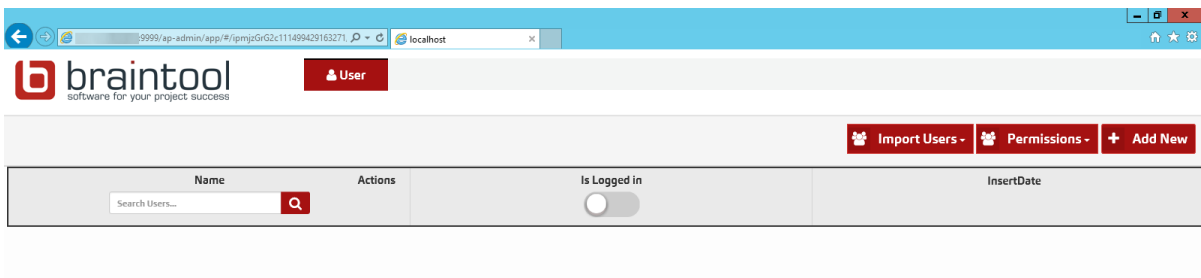 :9999/ap-admin/app/#/ipmjzGrG2c111499429163271,
localhost
braintool
software for your project success
User
Import Users
Permissions
+ Add New
Name
Actions
Is Logged in
InsertDate
Search Users...